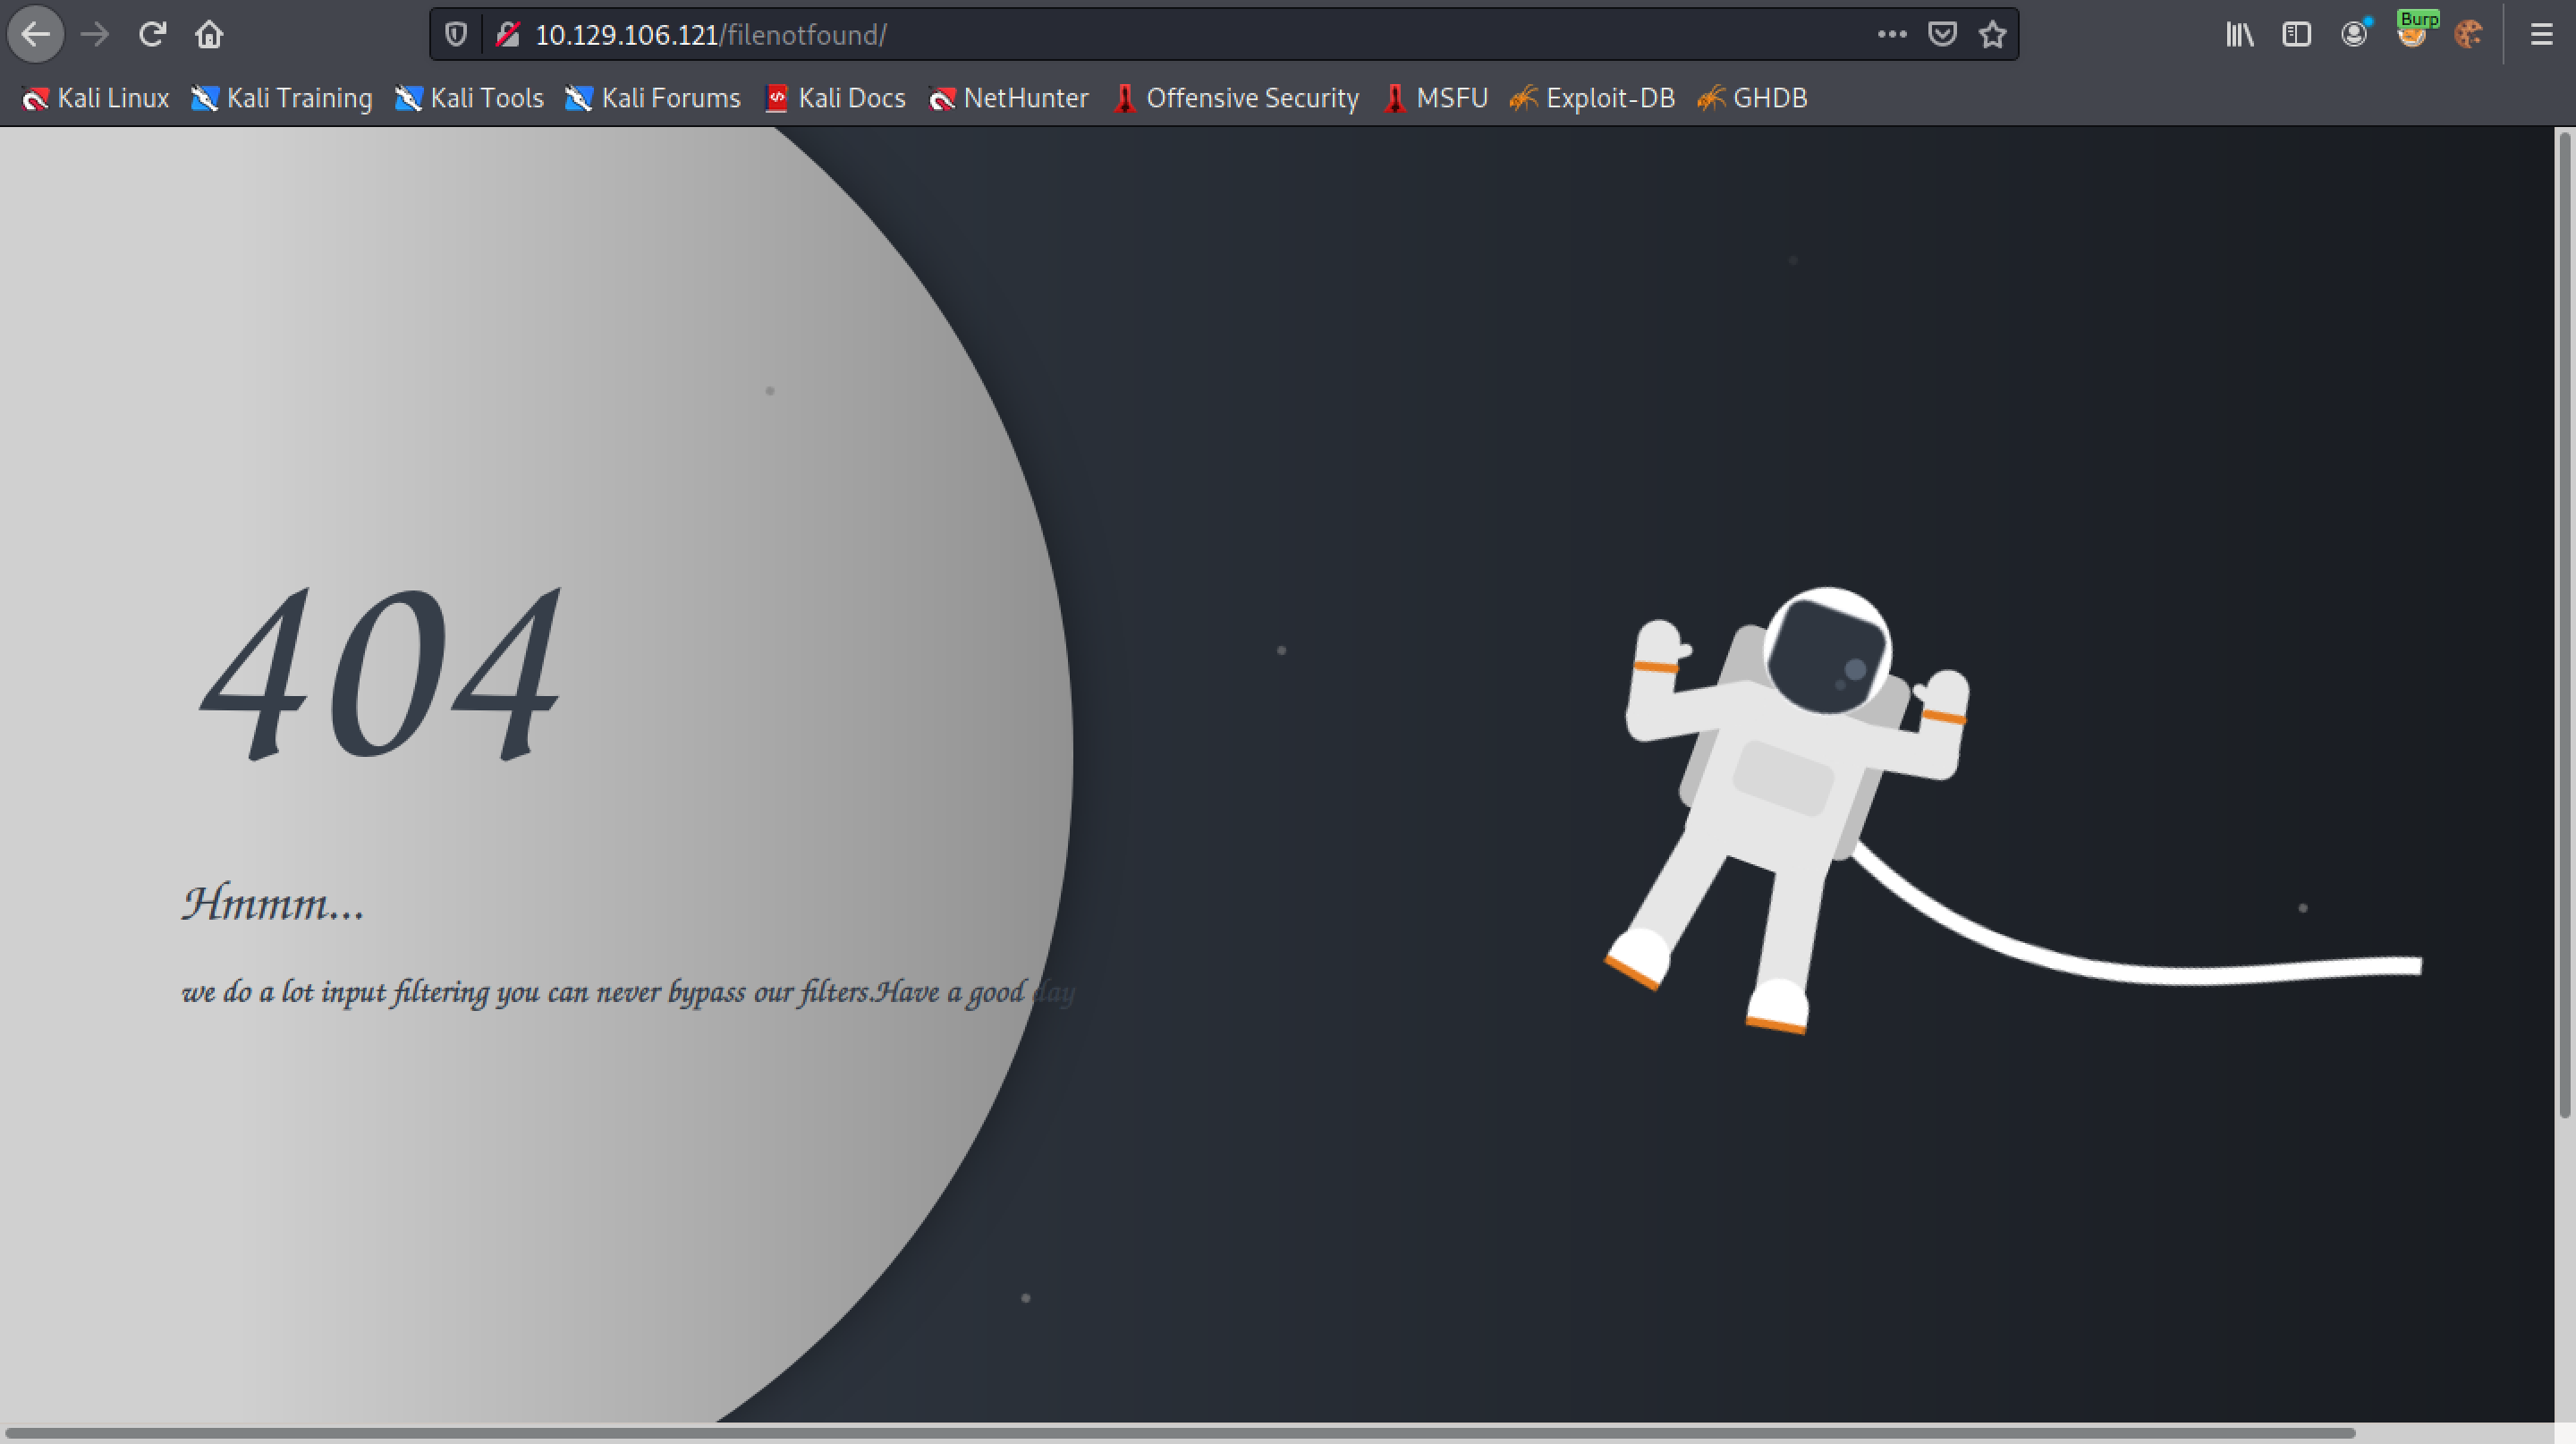 10.129.106.121/filenotfound/
Burp
Kali Linux Kali Training Kali Tools Kali Forums Kali Docs NetHunter Offensive Security MSFU Exploit-DB GHDB
404
Hmmm...
we do a lot input filtering you can never bypass our filters.Have a good day